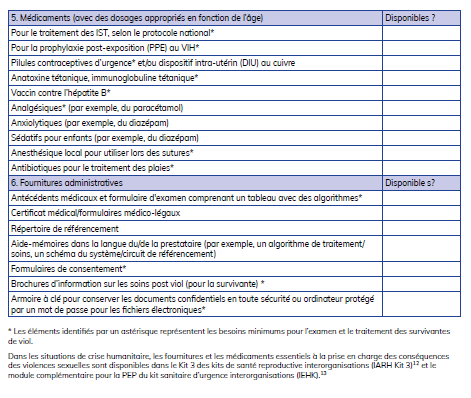 5. Médicaments (avec des dosages appropriés en fonction de l'âge) Disponibles ?
Pour le traitement des IST, selon le protocole national*
Pour la prophylaxie post-exposition (PPE) au VIH*
Pilules contraceptives d'urgence* et/ou dispositif intra-utérin (DIU) au cuivre
Anatoxine tétanique, immunoglobuline tétanique*
Vaccin contre l'hépatite B*
Analgésiques* (par exemple, du paracétamol)
Anxiolytiques (par exemple, du diazépam)
Sédatifs pour enfants (par exemple, du diazépam)
Anesthésique local pour utiliser lors des sutures*
Antibiotiques pour le traitement des plaies*
6. Fournitures administratives Disponible s?
Antécédents médicaux et formulaire d'examen comprenant un tableau avec des algorithmes*
Certificat médical/formulaires médico-légaux
Répertoire de référencement
Aide-mémoires dans la langue du/de la prestataire (par exemple, un algorithme de traitement/
soins, un schéma du système/circuit de référencement)
Formulaires de consentement*
Brochures d'information sur les soins post viol (pour la survivante) *
Armoire à clé pour conserver les documents confidentiels en toute sécurité ou ordinateur protégé
par un mot de passe pour les fichiers électroniques*
* Les éléments identifiés par un astérisque représentent les besoins minimums pour l'examen et le traitement des survivantes
de viol.
Dans les situations de crise humanitaire, les fournitures et les médicaments essentiels à la prise en charge des conséquences
des violences sexuelles sont disponibles dans le Kit 3 des kits de santé reproductive interorganisations (IARH Kit 3)12 et le
module complémentaire pour la PEP du kit sanitaire d'urgence interorganisations (IEHK).13